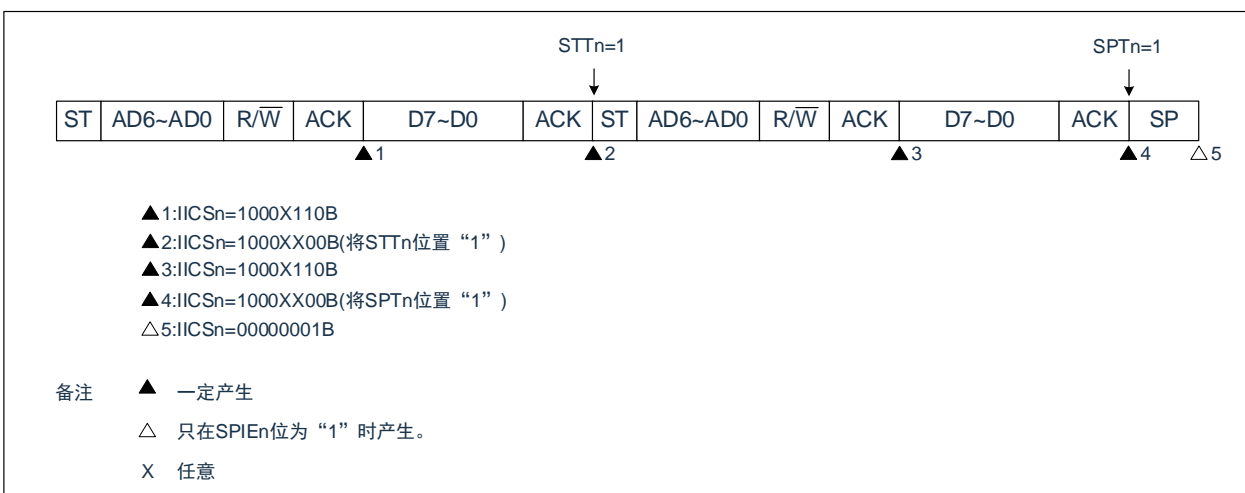 STTn=1 SPTn=1
ST AD6~AD0 R/W̅ ACK D7~D0 ACK ST AD6~AD0 R/W̅ ACK D7~D0 ACK SP
▲1 ▲2 ▲3 ▲4 △5
▲1:IICSn=1000X110B
▲2:IICSn=1000XX00B(将STTn位置“1”)
▲3:IICSn=1000X110B
▲4:IICSn=1000XX00B(将SPTn位置“1”)
△5:IICSn=00000001B
备注 ▲ 一定产生
△ 只在SPIEn位为“1”时产生。
X 任意